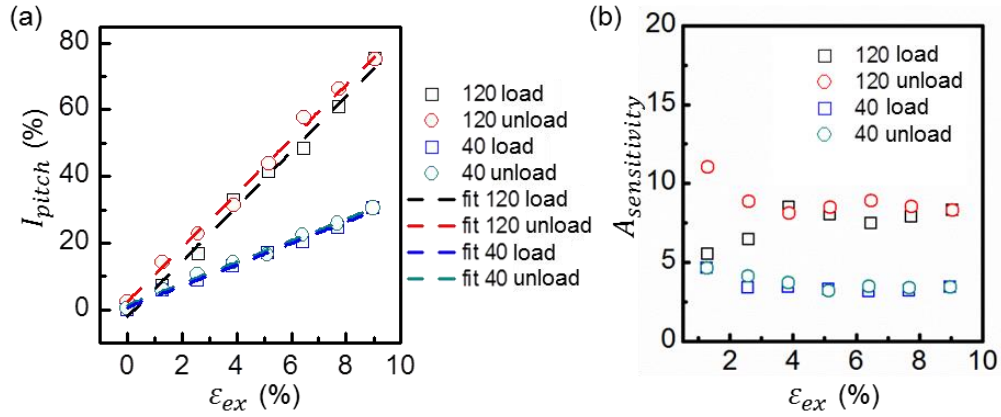 (a)
80
60
40
20
0
0 2 4 6 8 10
I_pitch (%)
ε_ex (%)
120 load
120 unload
40 load
40 unload
fit 120 load
fit 120 unload
fit 40 load
fit 40 unload
(b)
20
15
10
5
0
2 4 6 8 10
A_sensitivity
ε_ex (%)
120 load
120 unload
40 load
40 unload